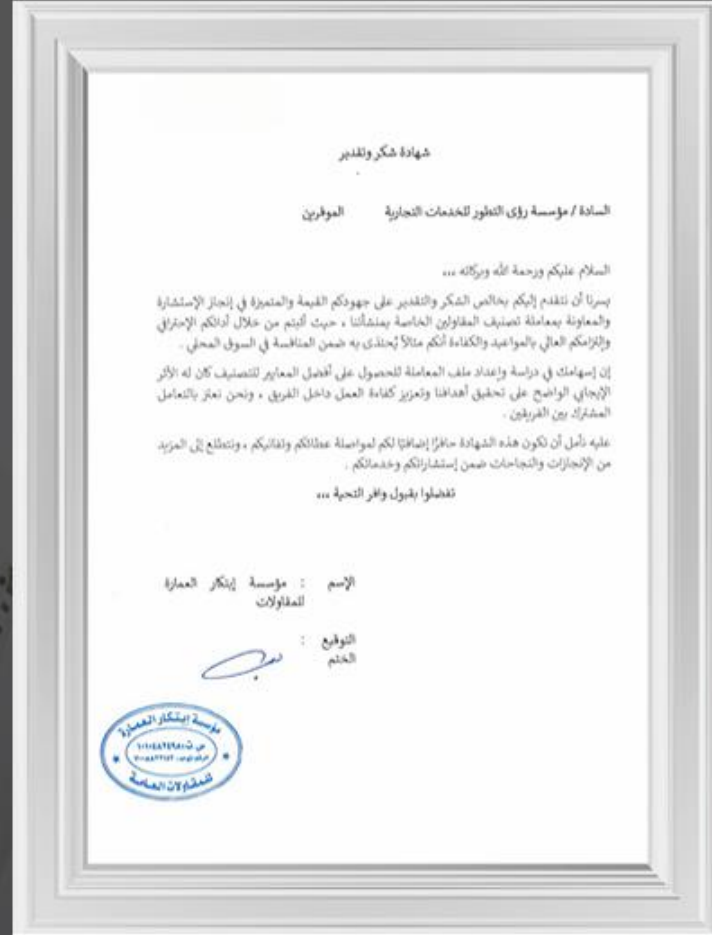 شهادة شكر وتقدير
السادة / مؤسسة رؤى التطور للخدمات التجارية الموقرين
السلام عليكم ورحمة الله وبركاته ،،،
يسرنا أن نتقدم إليكم بخالص الشكر والتقدير على جهودكم القيمة والمتميزة في إنجاز الإستشارة
والمعاونة بمعاملة تصنيف المقاولين الخاصة بمنشأتنا ، حيث أثبتم من خلال أدائكم الإحترافي
وإلتزامكم العالي بالمواعيد والكفاءة أنكم مثالاً يُحتذى به ضمن المنافسة في السوق المحلي .
إن إسهامك في دراسة وإعداد ملف المعاملة للحصول على أفضل المعايير للتصنيف كان له الأثر
الإيجابي الواضح على تحقيق أهدافنا وتعزيز كفاءة العمل داخل الفريق ، ونحن نعتز بالتعامل
المشترك بين الفريقين .
عليه نأمل أن تكون هذه الشهادة حافزًا إضافيًا لكم لمواصلة عطائكم وتفانيكم ، ونتطلع إلى المزيد
من الإنجازات والنجاحات ضمن إستشاراتكم وخدماتكم .
تفضلوا بقبول وافر التحية ،،،
الإسم : مؤسسة إبتكار العمارة
للمقاولات
التوقيع :
الختم
مؤسسة إبتكار العمارة
للمقاولات العامة